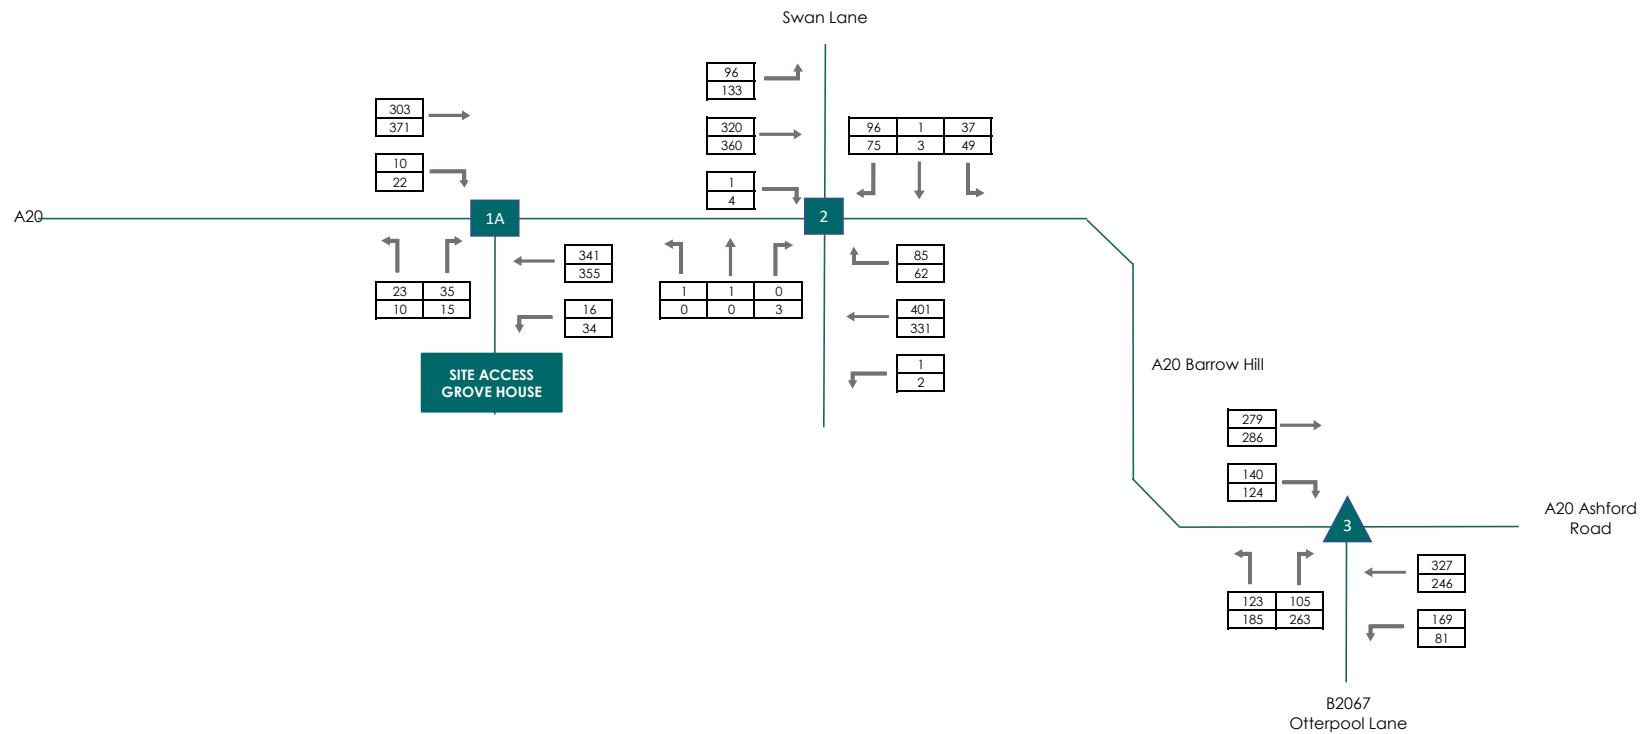 Swan Lane
96
133
303
371
320
360
96 1 37
75 3 49
10
22
1
4
A20
1A
2
341
355
85
62
23 35
10 15
1 1 0
0 0 3
16
34
401
331
1
2
SITE ACCESS
GROVE HOUSE
A20 Barrow Hill
279
286
140
124
A20 Ashford
Road
3
327
246
123 105
185 263
169
81
B2067
Otterpool Lane